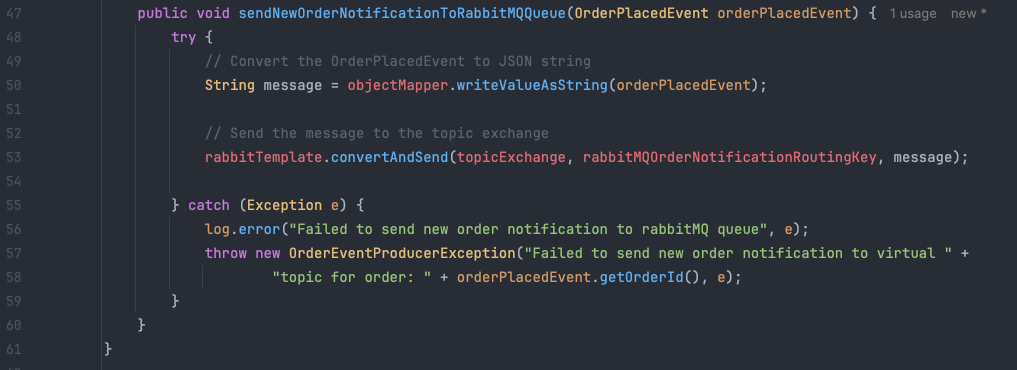 47 public void sendNewOrderNotificationToRabbitMQQueue(OrderPlacedEvent orderPlacedEvent) { 1 usage new *
48 try {
49 // Convert the OrderPlacedEvent to JSON string
50 String message = objectMapper.writeValueAsString(orderPlacedEvent);
51
52 // Send the message to the topic exchange
53 rabbitTemplate.convertAndSend(topicExchange, rabbitMQOrderNotificationRoutingKey, message);
54
55 } catch (Exception e) {
56 log.error("Failed to send new order notification to rabbitMQ queue", e);
57 throw new OrderEventProducerException("Failed to send new order notification to virtual " +
58 "topic for order: " + orderPlacedEvent.getOrderId(), e);
59 }
60 }
61 }